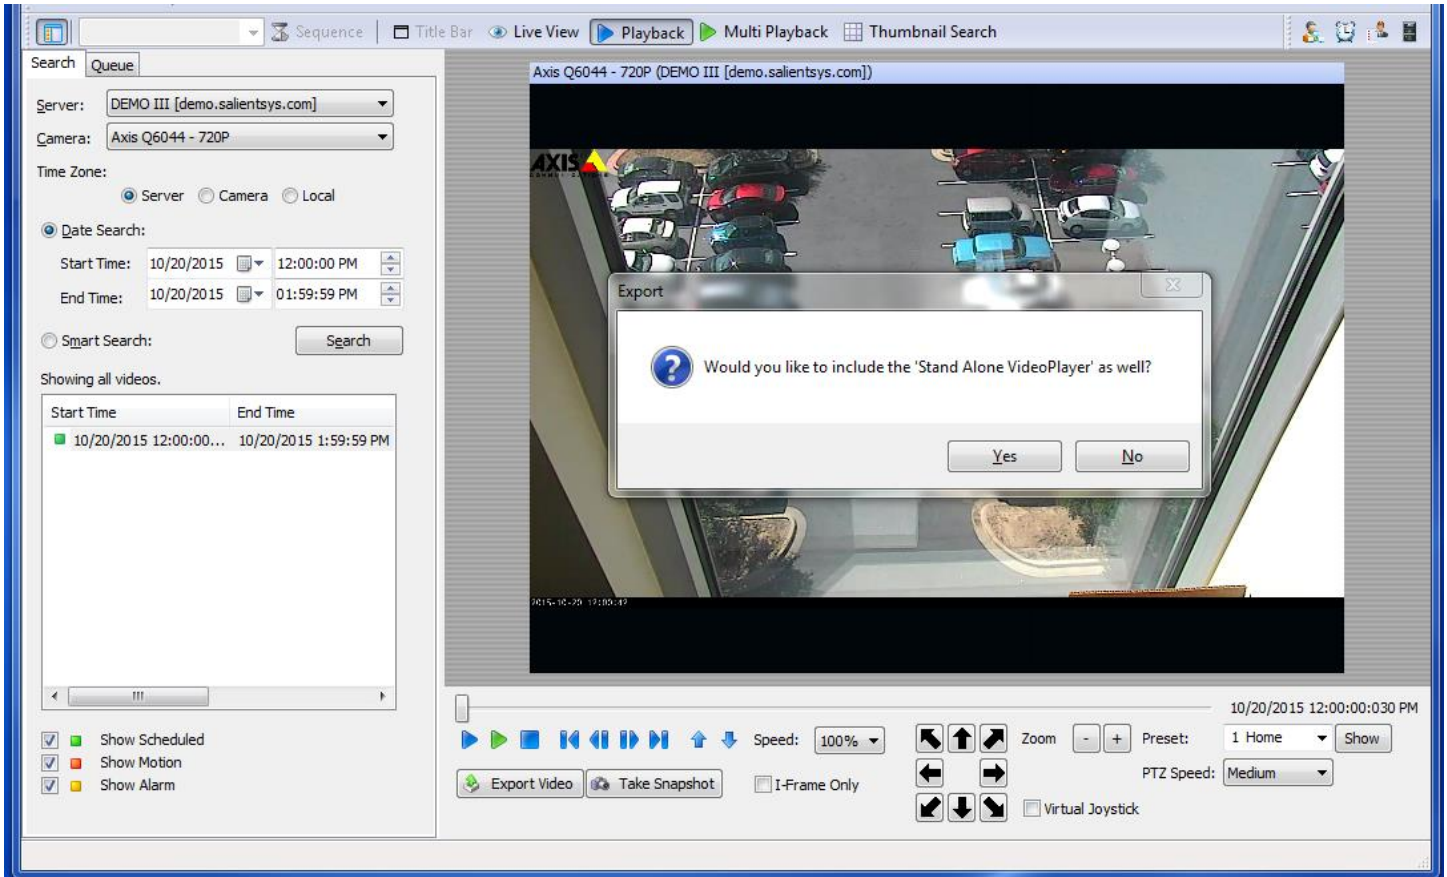 Sequence Title Bar Live View Playback Multi Playback Thumbnail Search
Search Queue
Axis Q6044 - 720P (DEMO III [demo.salientsys.com])
Server: DEMO III [demo.salientsys.com]
Camera: Axis Q6044 - 720P
Time Zone:
Server Camera Local
Date Search:
Start Time: 10/20/2015 12:00:00 PM
End Time: 10/20/2015 01:59:59 PM
Smart Search: Search
Showing all videos.
Start Time End Time
10/20/2015 12:00:00... 10/20/2015 1:59:59 PM
Show Scheduled
Show Motion
Show Alarm
AXIS
Export
Would you like to include the 'Stand Alone VideoPlayer' as well?
Yes No
10/20/2015 12:00:00:030 PM
Speed: 100% Zoom - + Preset: 1 Home Show
PTZ Speed: Medium
Export Video Take Snapshot I-Frame Only
Virtual Joystick